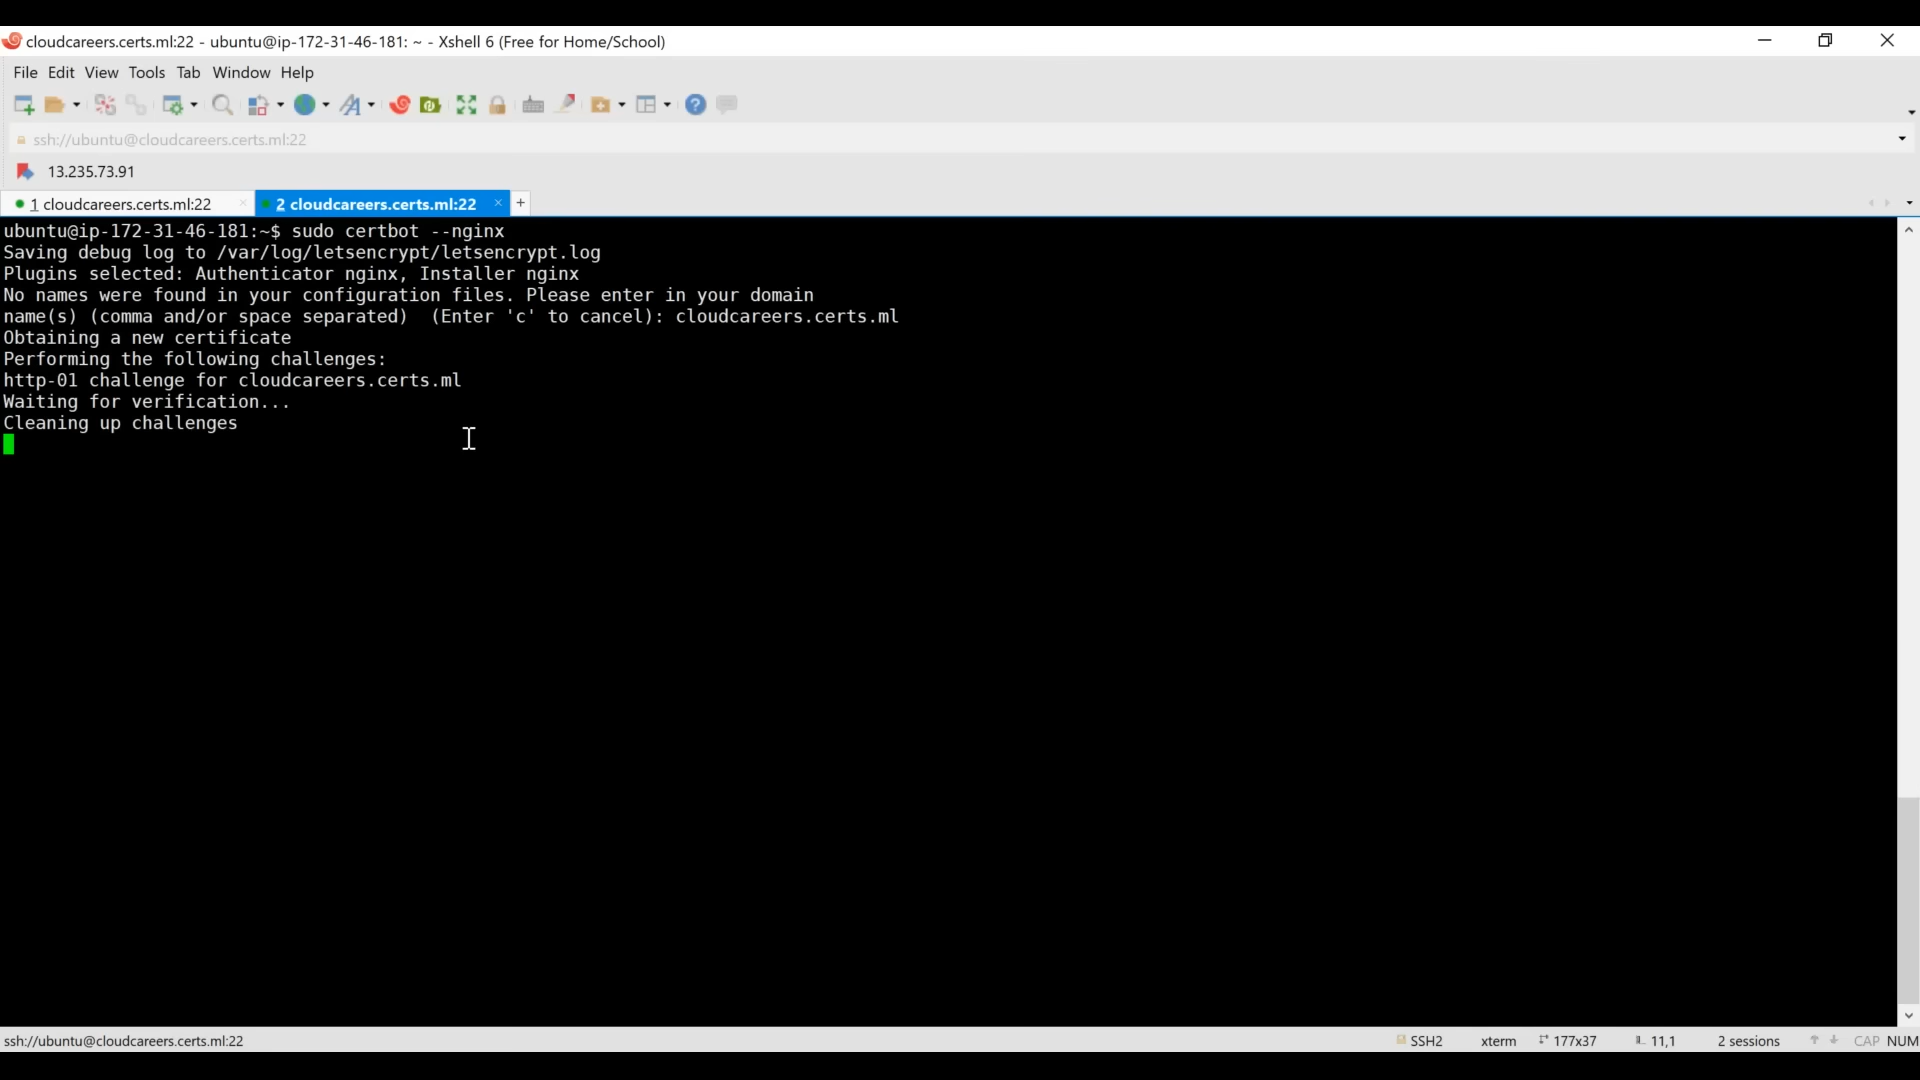 cloudcareers.certs.ml:22 - ubuntu@ip-172-31-46-181: ~ - Xshell 6 (Free for Home/School)
File Edit View Tools Tab Window Help
ssh://ubuntu@cloudcareers.certs.ml:22
13.235.73.91
1 cloudcareers.certs.ml:22 × 2 cloudcareers.certs.ml:22 × +
ubuntu@ip-172-31-46-181:~$ sudo certbot --nginx
Saving debug log to /var/log/letsencrypt/letsencrypt.log
Plugins selected: Authenticator nginx, Installer nginx
No names were found in your configuration files. Please enter in your domain
name(s) (comma and/or space separated)  (Enter 'c' to cancel): cloudcareers.certs.ml
Obtaining a new certificate
Performing the following challenges:
http-01 challenge for cloudcareers.certs.ml
Waiting for verification...
Cleaning up challenges
ssh://ubuntu@cloudcareers.certs.ml:22 SSH2 xterm 177x37 11,1 2 sessions CAP NUM